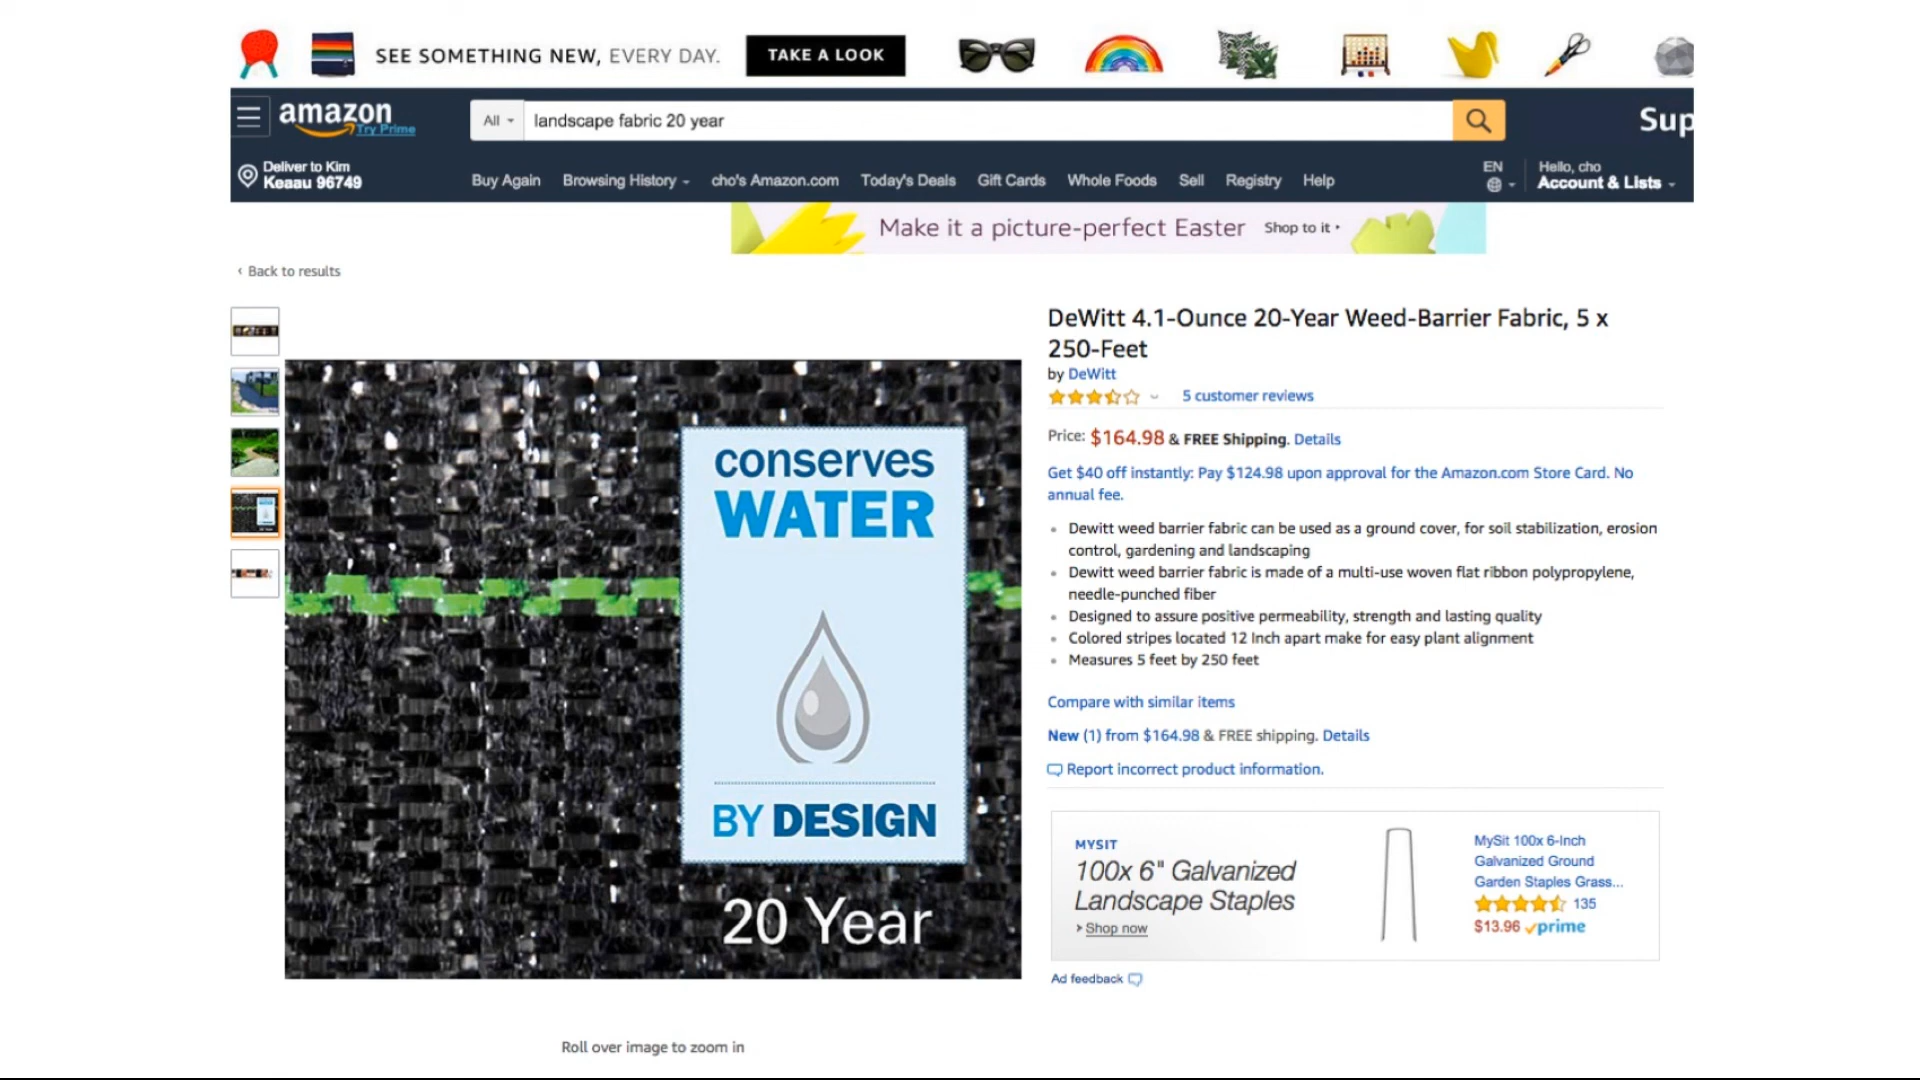 SEE SOMETHING NEW, EVERY DAY. TAKE A LOOK
amazon
Try Prime
All landscape fabric 20 year
Sup
Deliver to Kim
Keaau 96749
Buy Again Browsing History cho's Amazon.com Today's Deals Gift Cards Whole Foods Sell Registry Help
EN
Hello, cho
Account & Lists
Make it a picture-perfect Easter Shop to it
‹ Back to results
DeWitt 4.1-Ounce 20-Year Weed-Barrier Fabric, 5 x
250-Feet
by DeWitt
5 customer reviews
Price: $164.98 & FREE Shipping. Details
Get $40 off instantly: Pay $124.98 upon approval for the Amazon.com Store Card. No
annual fee.
Dewitt weed barrier fabric can be used as a ground cover, for soil stabilization, erosion
control, gardening and landscaping
Dewitt weed barrier fabric is made of a multi-use woven flat ribbon polypropylene,
needle-punched fiber
Designed to assure positive permeability, strength and lasting quality
Colored stripes located 12 Inch apart make for easy plant alignment
Measures 5 feet by 250 feet
Compare with similar items
New (1) from $164.98 & FREE shipping. Details
Report incorrect product information.
conserves
WATER
BY DESIGN
20 Year
MYSIT
100x 6" Galvanized
Landscape Staples
Shop now
MySit 100x 6-Inch
Galvanized Ground
Garden Staples Grass...
135
$13.96 prime
Ad feedback
Roll over image to zoom in